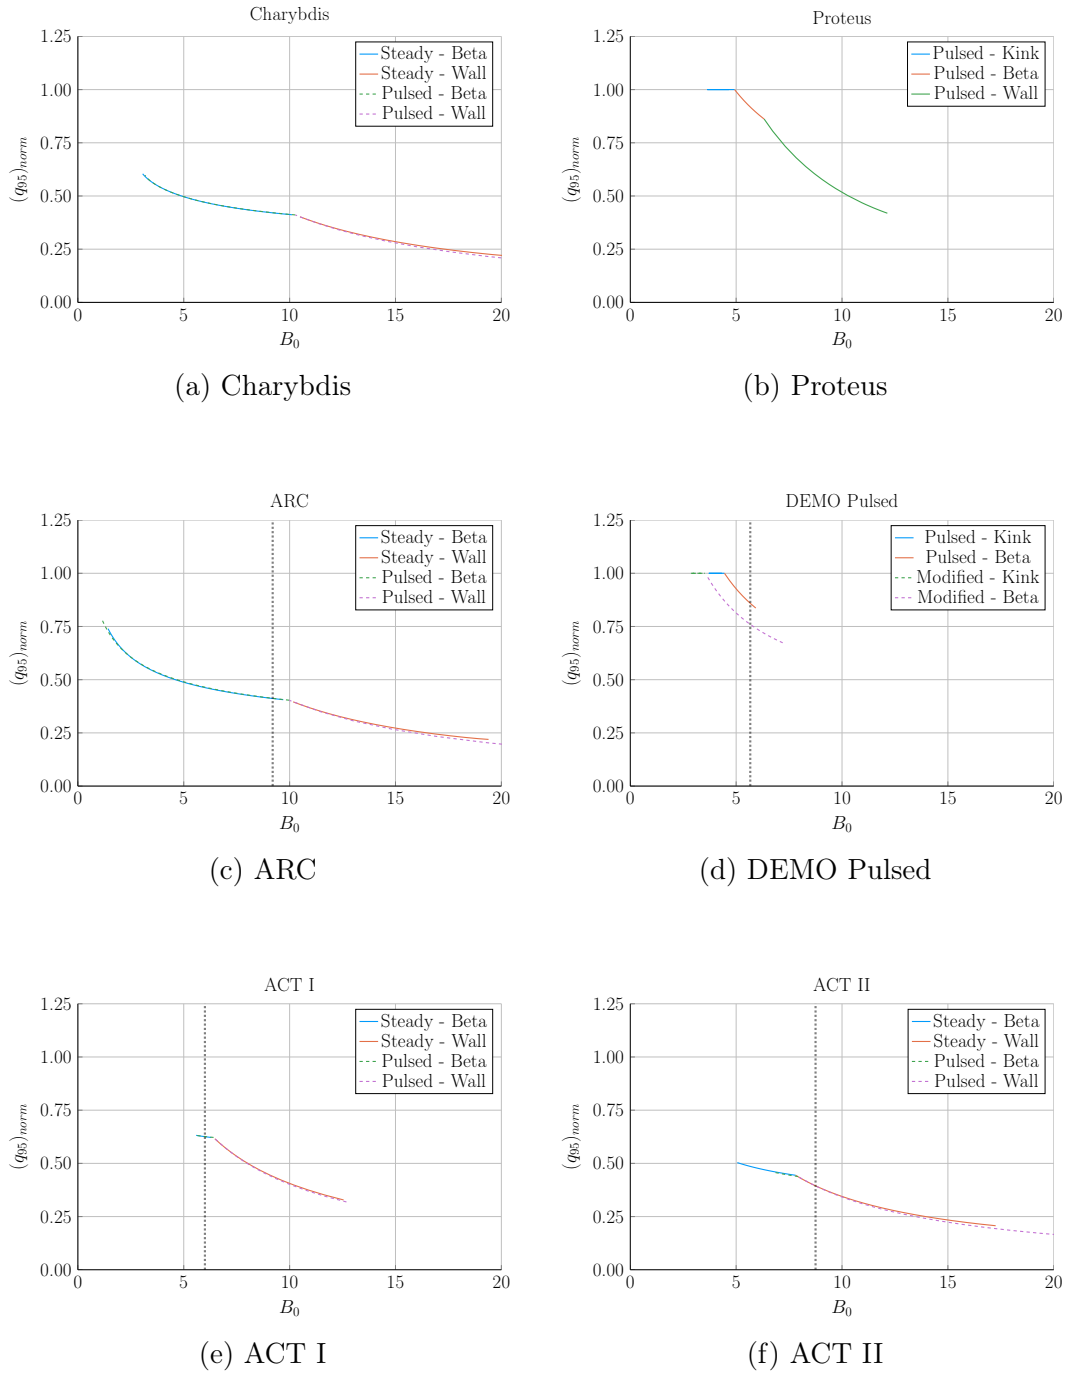 Charybdis
1.25
1.00
0.75
0.50
0.25
0.00
(q95)norm
0
5
10
15
20
B0
Steady - Beta
Steady - Wall
Pulsed - Beta
Pulsed - Wall
(a) Charybdis
Proteus
1.25
1.00
0.75
0.50
0.25
0.00
(q95)norm
0
5
10
15
20
B0
Pulsed - Kink
Pulsed - Beta
Pulsed - Wall
(b) Proteus
ARC
1.25
1.00
0.75
0.50
0.25
0.00
(q95)norm
0
5
10
15
20
B0
Steady - Beta
Steady - Wall
Pulsed - Beta
Pulsed - Wall
(c) ARC
DEMO Pulsed
1.25
1.00
0.75
0.50
0.25
0.00
(q95)norm
0
5
10
15
20
B0
Pulsed - Kink
Pulsed - Beta
Modified - Kink
Modified - Beta
(d) DEMO Pulsed
ACT I
1.25
1.00
0.75
0.50
0.25
0.00
(q95)norm
0
5
10
15
20
B0
Steady - Beta
Steady - Wall
Pulsed - Beta
Pulsed - Wall
(e) ACT I
ACT II
1.25
1.00
0.75
0.50
0.25
0.00
(q95)norm
0
5
10
15
20
B0
Steady - Beta
Steady - Wall
Pulsed - Beta
Pulsed - Wall
(f) ACT II